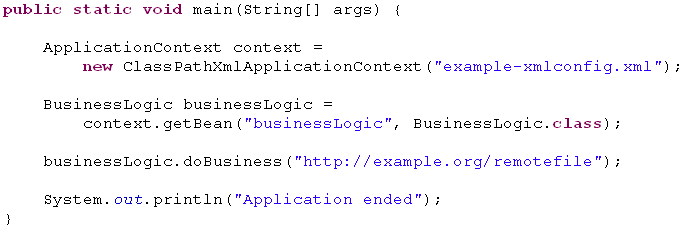 public static void main(String[] args) {
ApplicationContext context =
new ClassPathXmlApplicationContext("example-xmlconfig.xml");
BusinessLogic businessLogic =
context.getBean("businessLogic", BusinessLogic.class);
businessLogic.doBusiness("http://example.org/remotefile");
System.out.println("Application ended");
}